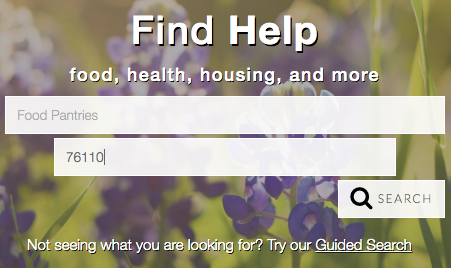 Find Help
food, health, housing, and more
Food Pantries
76110
SEARCH
Not seeing what you are looking for? Try our Guided Search